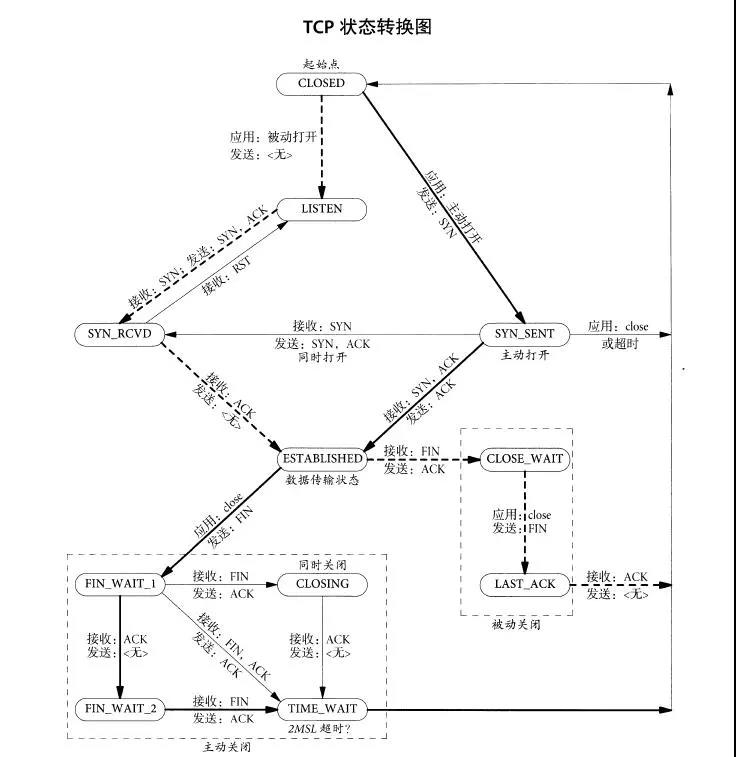 TCP 状态转换图
起始点
CLOSED
应用：被动打开
发送：<无>
应用：主动打开
发送：SYN
LISTEN
接收：SYN；发送：SYN，ACK
接收：RST
SYN_RCVD
接收：SYN
发送：SYN，ACK
同时打开
SYN_SENT
主动打开
应用：close
或超时
接收：ACK
发送：<无>
接收：SYN，ACK
发送：ACK
ESTABLISHED
数据传输状态
接收：FIN
发送：ACK
CLOSE_WAIT
应用：close
发送：FIN
应用：close
发送：FIN
同时关闭
FIN_WAIT_1
接收：FIN
发送：ACK
CLOSING
LAST_ACK
接收：ACK
发送：<无>
被动关闭
接收：ACK
发送：<无>
接收：FIN，ACK
发送：ACK
接收：ACK
发送：<无>
FIN_WAIT_2
接收：FIN
发送：ACK
TIME_WAIT
2MSL 超时？
主动关闭